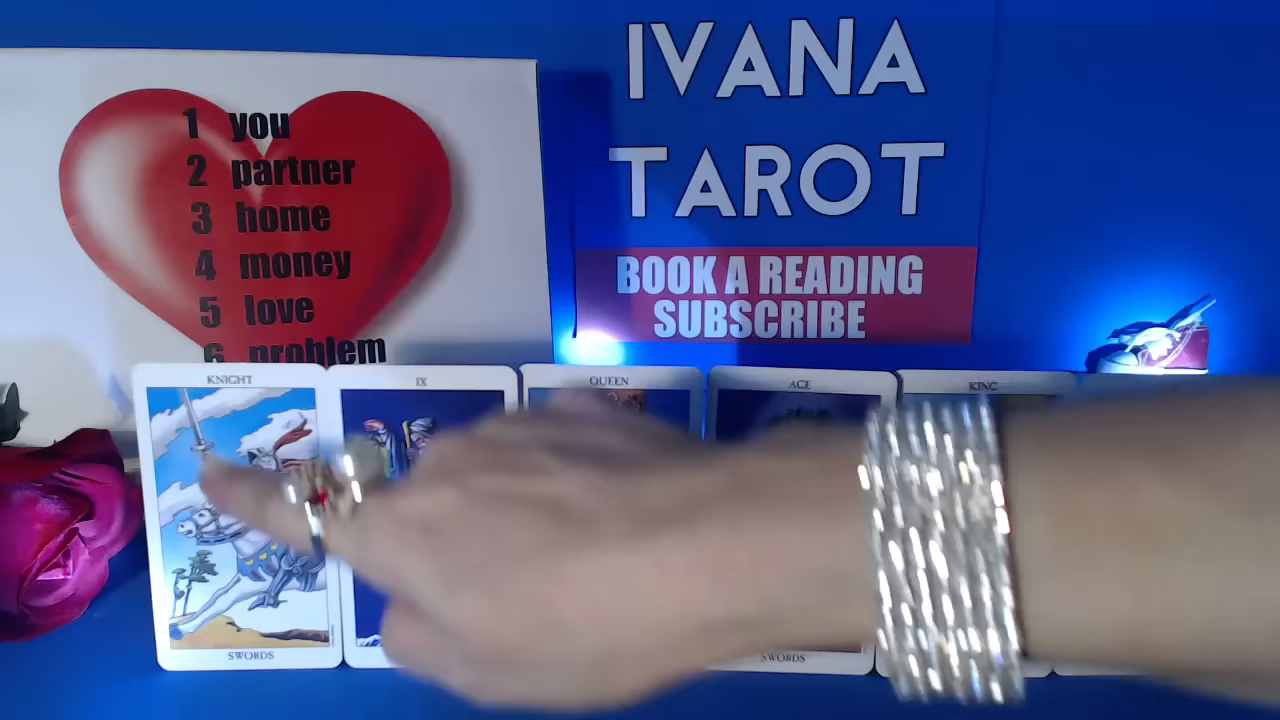 1 you
2 partner
3 home
4 money
5 love
6 problem
IVANA
TAROT
BOOK A READING
SUBSCRIBE
KNIGHT
IX
QUEEN
ACE
KING
SWORDS
SWORDS